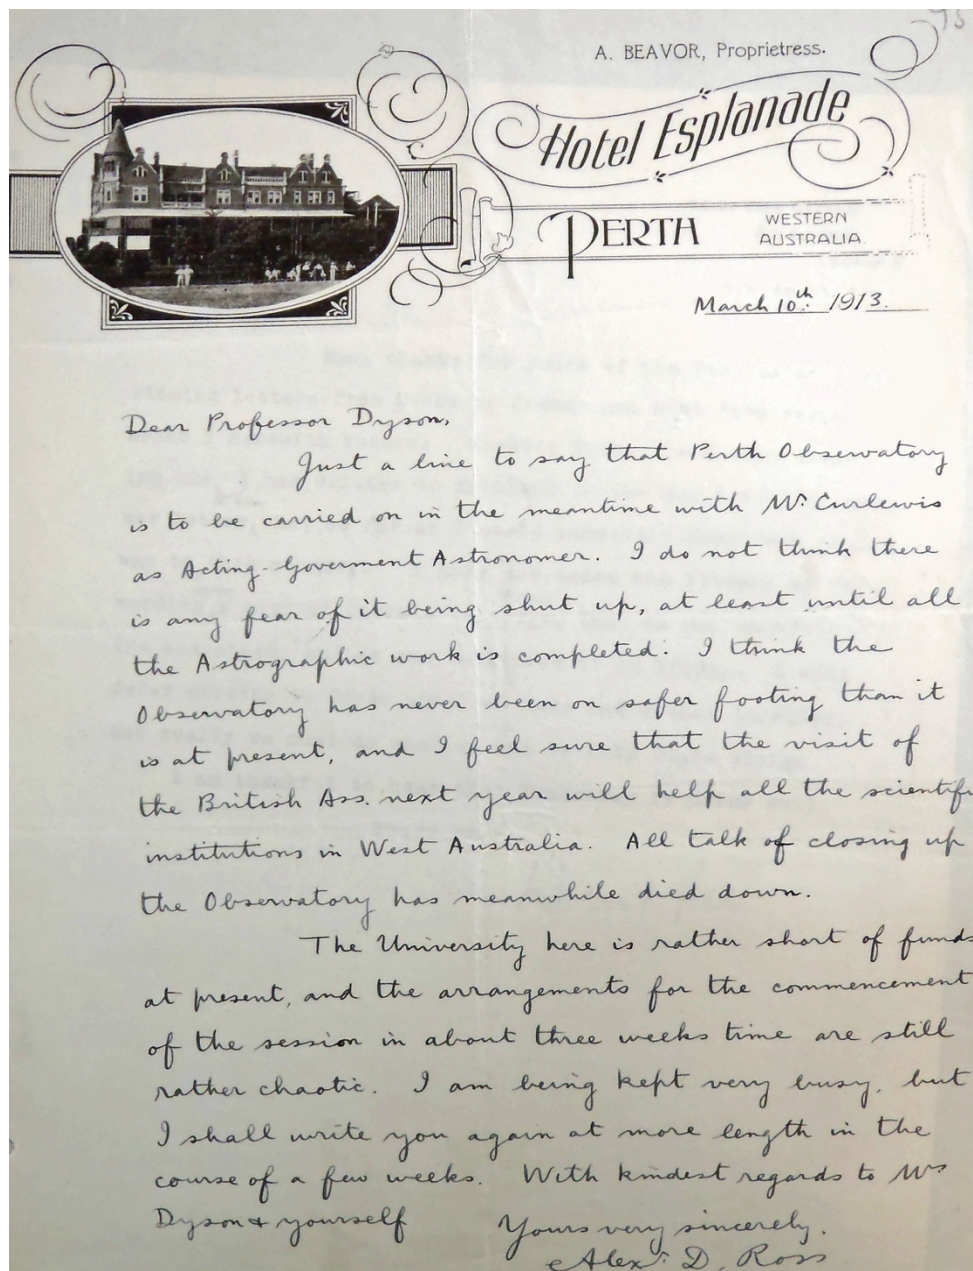 75
A. BEAVOR, Proprietress.
Hotel Esplanade
PERTH
WESTERN
AUSTRALIA.
March 10th 1913.
Dear Professor Dyson,
Just a line to say that Perth Observatory
is to be carried on in the meantime with Mr Curlewis
as Acting-Goverment Astronomer. I do not think there
is any fear of it being shut up, at least until all
the Astrographic work is completed. I think the
Observatory has never been on safer footing than it
is at present, and I feel sure that the visit of
the British Ass. next year will help all the scientific
institutions in West Australia. All talk of closing up
the Observatory has meanwhile died down.
The University here is rather short of funds
at present, and the arrangements for the commencement
of the session in about three weeks time are still
rather chaotic. I am being kept very busy, but
I shall write you again at more length in the
course of a few weeks. With kindest regards to Mrs
Dyson & yourself
Yours very sincerely,
Alexr. D. Ross